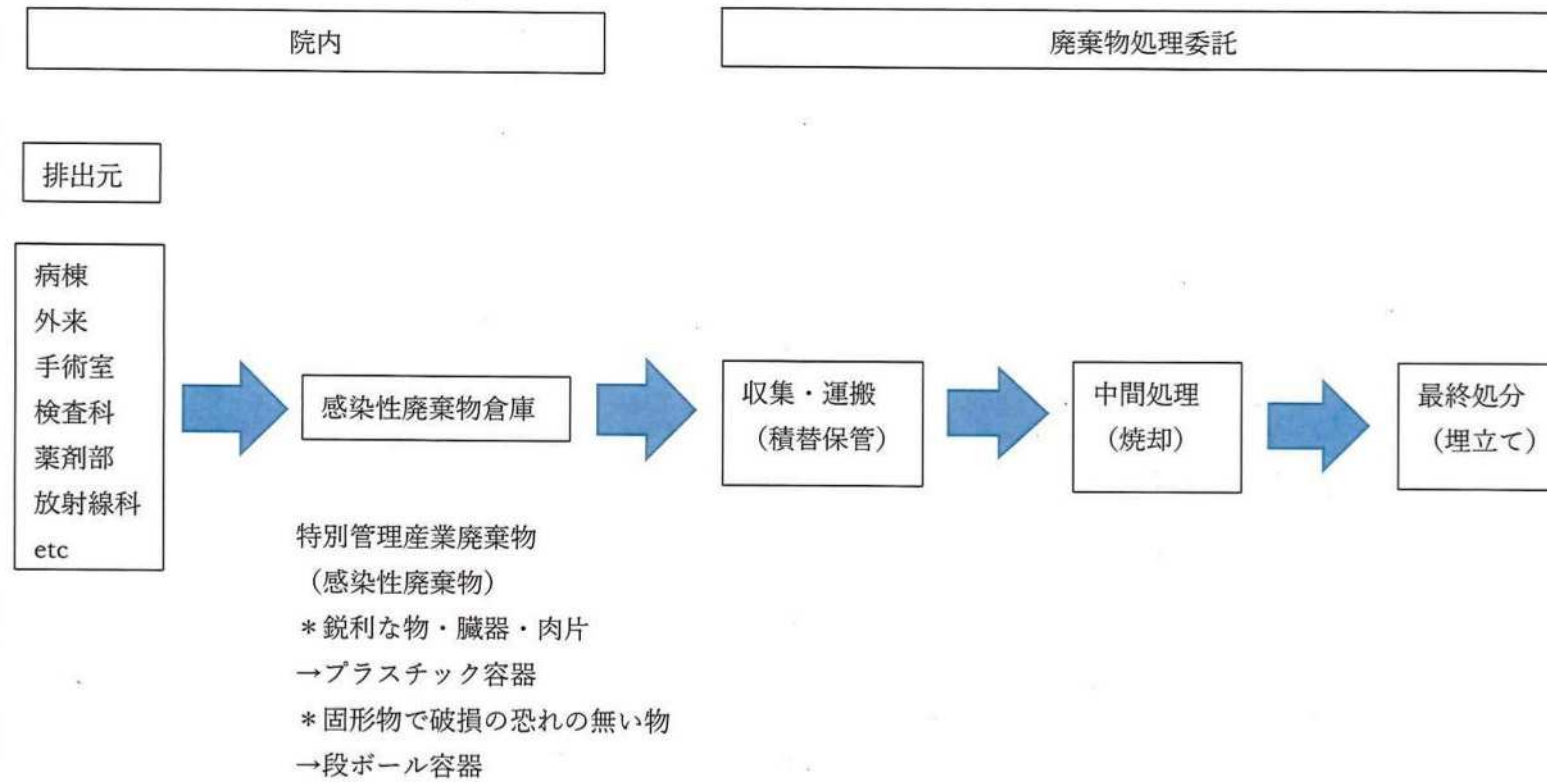 院内
廃棄物処理委託
排出元
病棟
外来
手術室
検査科
薬剤部
放射線科
etc
感染性廃棄物倉庫
収集・運搬
（積替保管）
中間処理
（焼却）
最終処分
（埋立て）
特別管理産業廃棄物
（感染性廃棄物）
＊鋭利な物・臓器・肉片
→プラスチック容器
＊固形物で破損の恐れの無い物
→段ボール容器